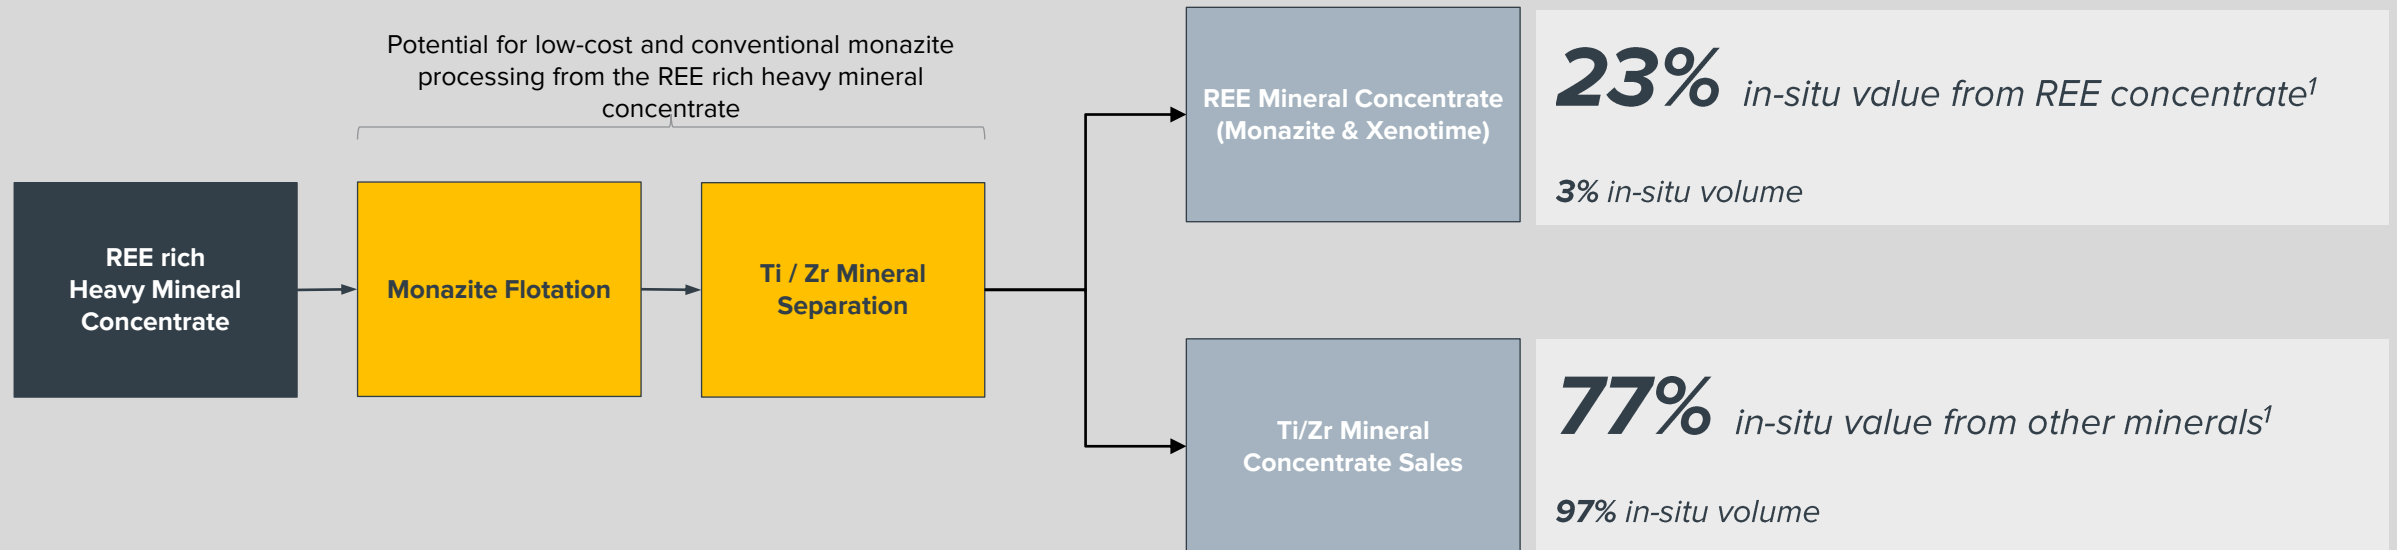 Potential for low-cost and conventional monazite
processing from the REE rich heavy mineral
concentrate
REE rich
Heavy Mineral
Concentrate
Monazite Flotation
Ti / Zr Mineral
Separation
REE Mineral Concentrate
(Monazite & Xenotime)
23% in-situ value from REE concentrate¹
3% in-situ volume
Ti/Zr Mineral
Concentrate Sales
77% in-situ value from other minerals¹
97% in-situ volume